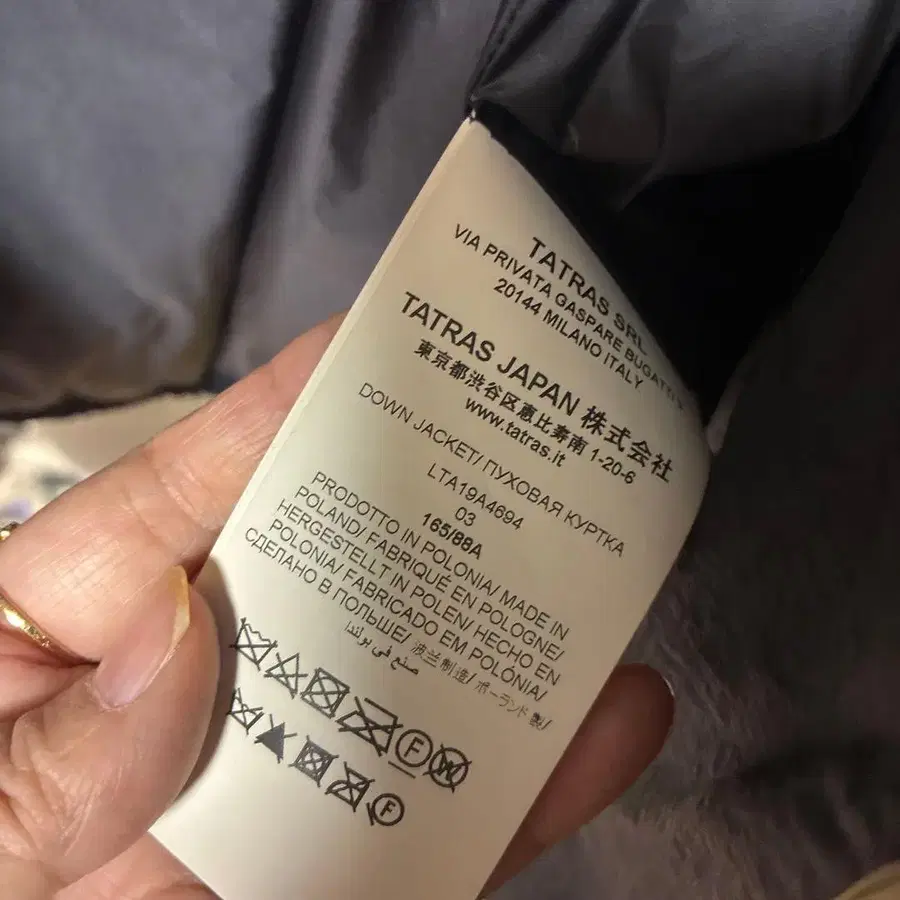 TATRAS SRL
VIA PRIVATA GASPARE BUGATTI
20144 MILANO ITALY
TATRAS JAPAN 株式会社
東京都渋谷区恵比寿南 1-20-6
www.tatras.it
DOWN JACKET/ ПУХОВАЯ КУРТКА
LTA19A4694
03
165/88A
PRODOTTO IN POLONIA/ MADE IN
POLAND/ FABRIQUÉ EN POLOGNE/
HERGESTELLT IN POLEN/ HECHO EN
POLONIA/ FABRICADO EM POLÓNIA/
СДЕЛАНО В ПОЛЬШЕ/ 波兰制造/ ポーランド 製/
صنع في بولندا
F W
F